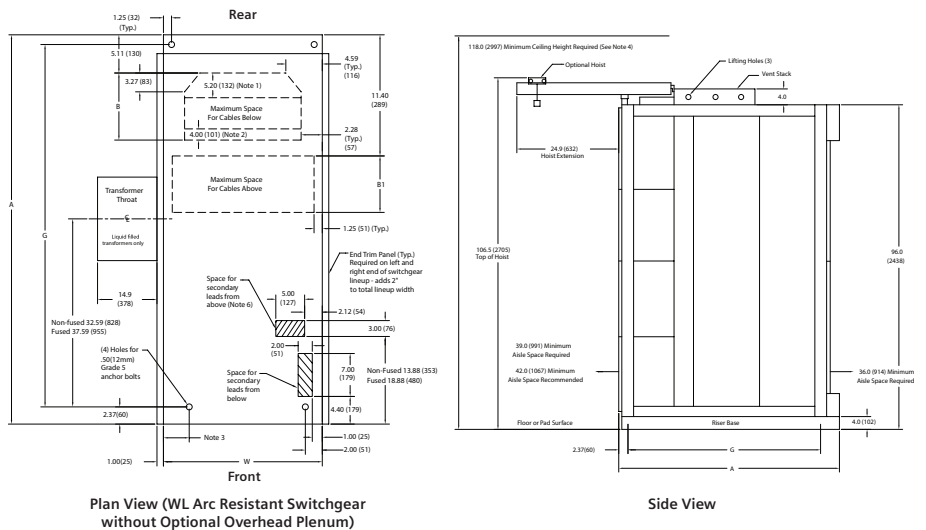 Rear
1.25 (32)
(Typ.)
5.11 (130)
3.27 (83)
B
5.20 (132) (Note 1)
Maximum Space
For Cables Below
4.00 (101) (Note 2)
4.59
(Typ.)
(116)
11.40
(289)
2.28
(Typ.)
(57)
Maximum Space
For Cables Above
B1
1.25 (51) (Typ.)
A
G
Transformer
Throat
℄
Liquid filled
transformers only
14.9
(378)
Non-fused 32.59 (828)
Fused 37.59 (955)
End Trim Panel (Typ.)
Required on left and
right end of switchgear
lineup - adds 2"
to total lineup width
Space for
secondary
leads from
above (Note 6)
5.00
(127)
2.12 (54)
3.00 (76)
2.00
(51)
(4) Holes for
.50(12mm)
Grade 5
anchor bolts
Space for
secondary
leads from
below
7.00
(179)
Non-Fused 13.88 (353)
Fused 18.88 (480)
2.37(60)
4.40 (179)
Note 3
1.00 (25)
2.00 (51)
1.00(25)
W
Front
Plan View (WL Arc Resistant Switchgear
without Optional Overhead Plenum)
118.0 (2997) Minimum Ceiling Height Required (See Note 4)
Optional Hoist
Lifting Holes (3)
Vent Stack
4.0
24.9 (632)
Hoist Extension
106.5 (2705)
Top of Hoist
96.0
(2438)
39.0 (991) Minimum
Aisle Space Required
42.0 (1067) Minimum
Aisle Space Recommended
36.0 (914) Minimum
Aisle Space Required
Floor or Pad Surface
Riser Base
4.0 (102)
2.37(60)
G
A
Side View